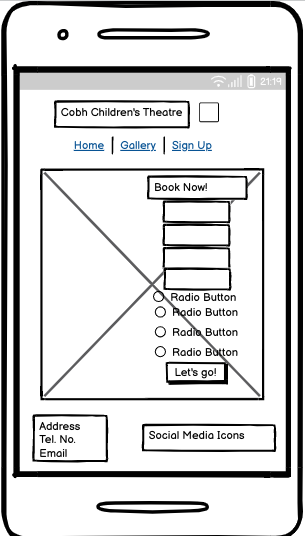 21:19
Cobh Children's Theatre
Home | Gallery | Sign Up
Book Now!
Radio Button
Radio Button
Radio Button
Radio Button
Let's go!
Address
Tel. No.
Email
Social Media Icons